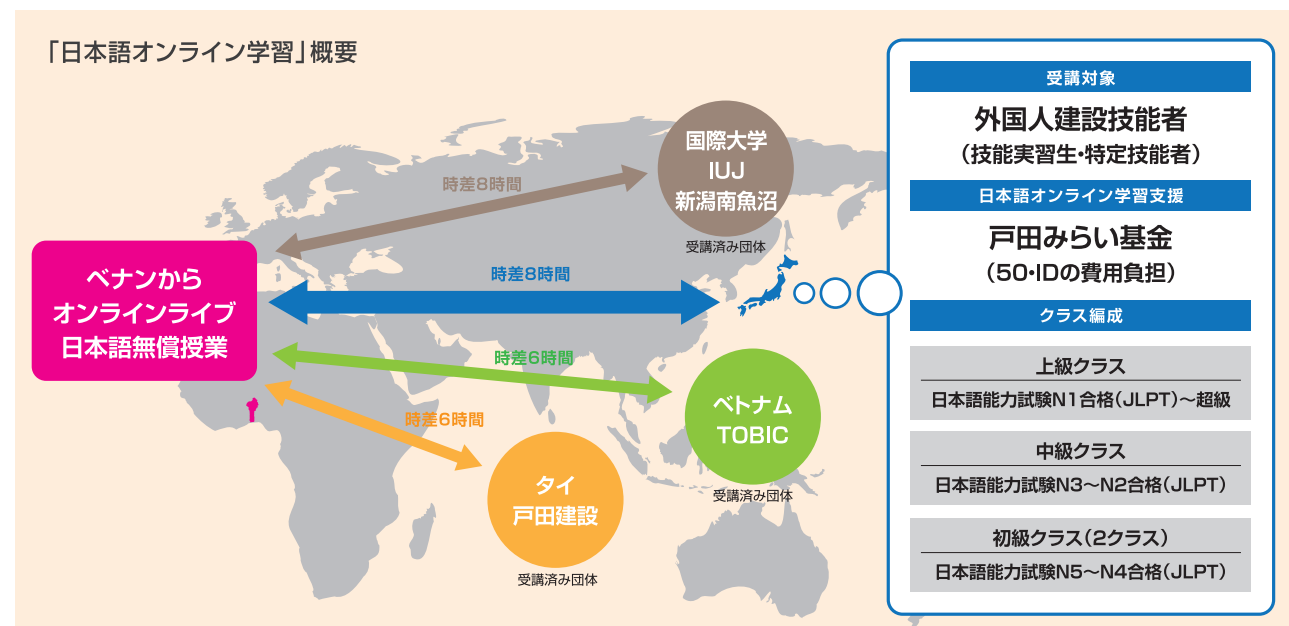 「日本語オンライン学習」概要
国際大学
IUJ
新潟南魚沼
受講済み団体
時差8時間
時差8時間
ベナンから
オンラインライブ
日本語無償授業
時差6時間
ベトナム
TOBIC
受講済み団体
時差6時間
タイ
戸田建設
受講済み団体
受講対象
外国人建設技能者
（技能実習生・特定技能者）
日本語オンライン学習支援
戸田みらい基金
（50・IDの費用負担）
クラス編成
上級クラス
日本語能力試験N1合格（JLPT）～超級
中級クラス
日本語能力試験N3～N2合格（JLPT）
初級クラス（2クラス）
日本語能力試験N5～N4合格（JLPT）